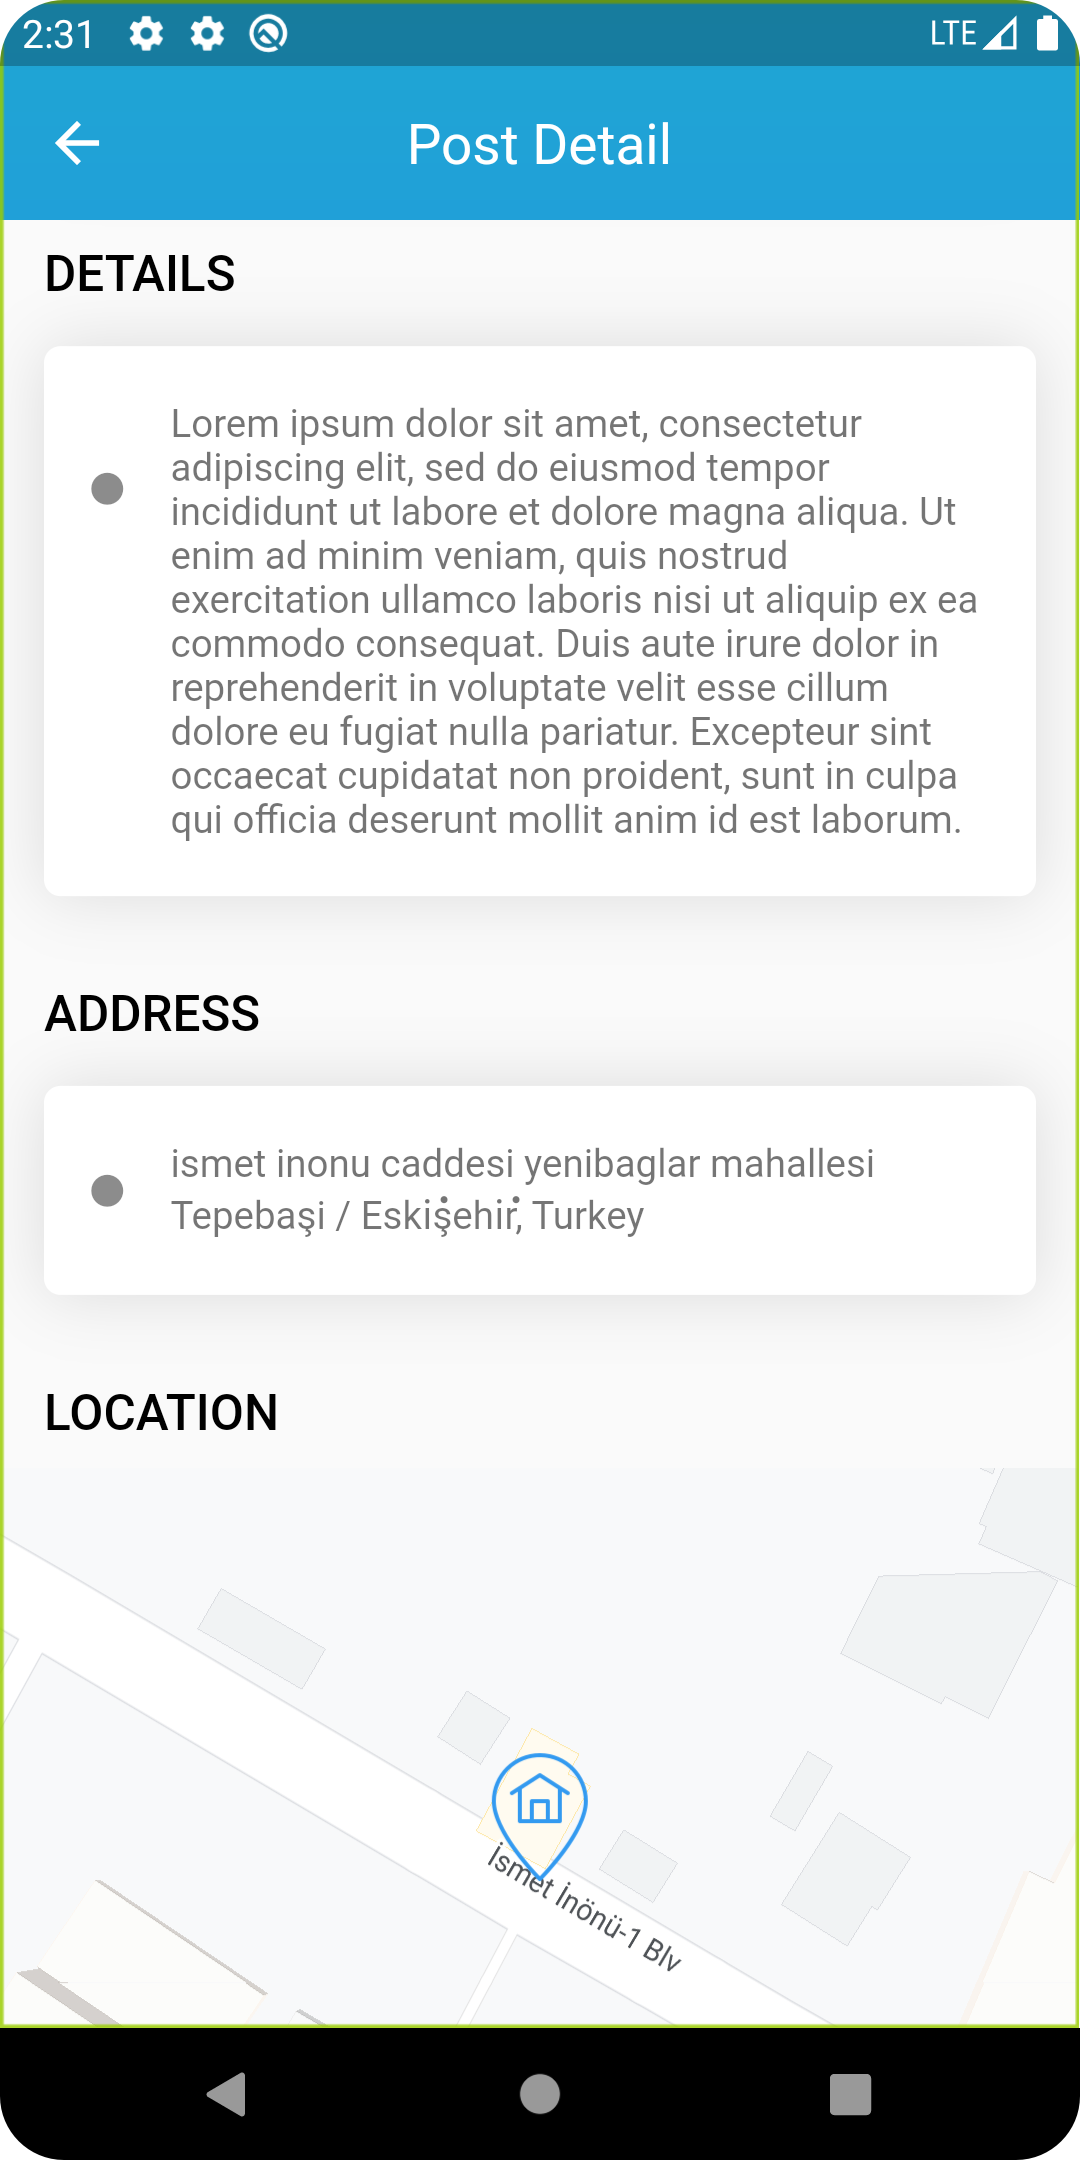 2:31
LTE
Post Detail
DETAILS
Lorem ipsum dolor sit amet, consectetur
adipiscing elit, sed do eiusmod tempor
incididunt ut labore et dolore magna aliqua. Ut
enim ad minim veniam, quis nostrud
exercitation ullamco laboris nisi ut aliquip ex ea
commodo consequat. Duis aute irure dolor in
reprehenderit in voluptate velit esse cillum
dolore eu fugiat nulla pariatur. Excepteur sint
occaecat cupidatat non proident, sunt in culpa
qui officia deserunt mollit anim id est laborum.
ADDRESS
ismet inonu caddesi yenibaglar mahallesi
Tepebaşi / Eski̇şehi̇r, Turkey
LOCATION
İsmet İnönü-1 Blv